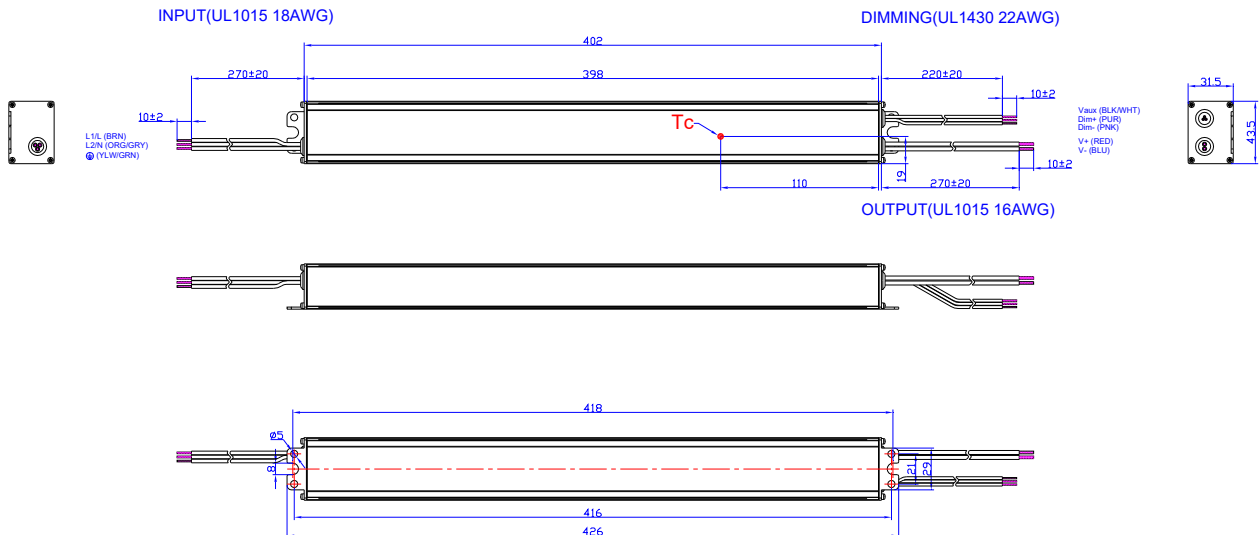 INPUT(UL1015 18AWG)
DIMMING(UL1430 22AWG)
402
270±20
398
220±20
10±2
10±2
31.5
43.5
L1/L (BRN)
L2/N (ORG/GRY)
(YLW/GRN)
Tc
Vaux (BLK/WHT)
Dim+ (PUR)
Dim- (PNK)
V+ (RED)
V- (BLU)
19
110
270±20
10±2
OUTPUT(UL1015 16AWG)
418
ø5
8
21
29
416
426